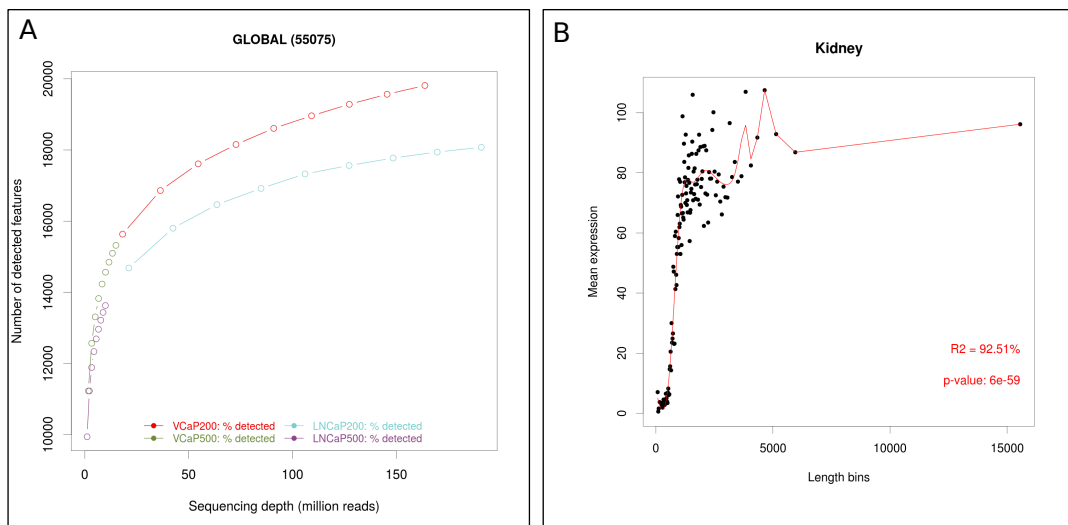 A
GLOBAL (55075)
Number of detected features
20000
18000
16000
14000
12000
10000
VCaP200: % detected
VCaP500: % detected
LNCaP200: % detected
LNCaP500: % detected
0 50 100 150
Sequencing depth (million reads)
B
Kidney
Mean expression
100
80
60
40
20
0
R2 = 92.51%
p-value: 6e-59
0 5000 10000 15000
Length bins